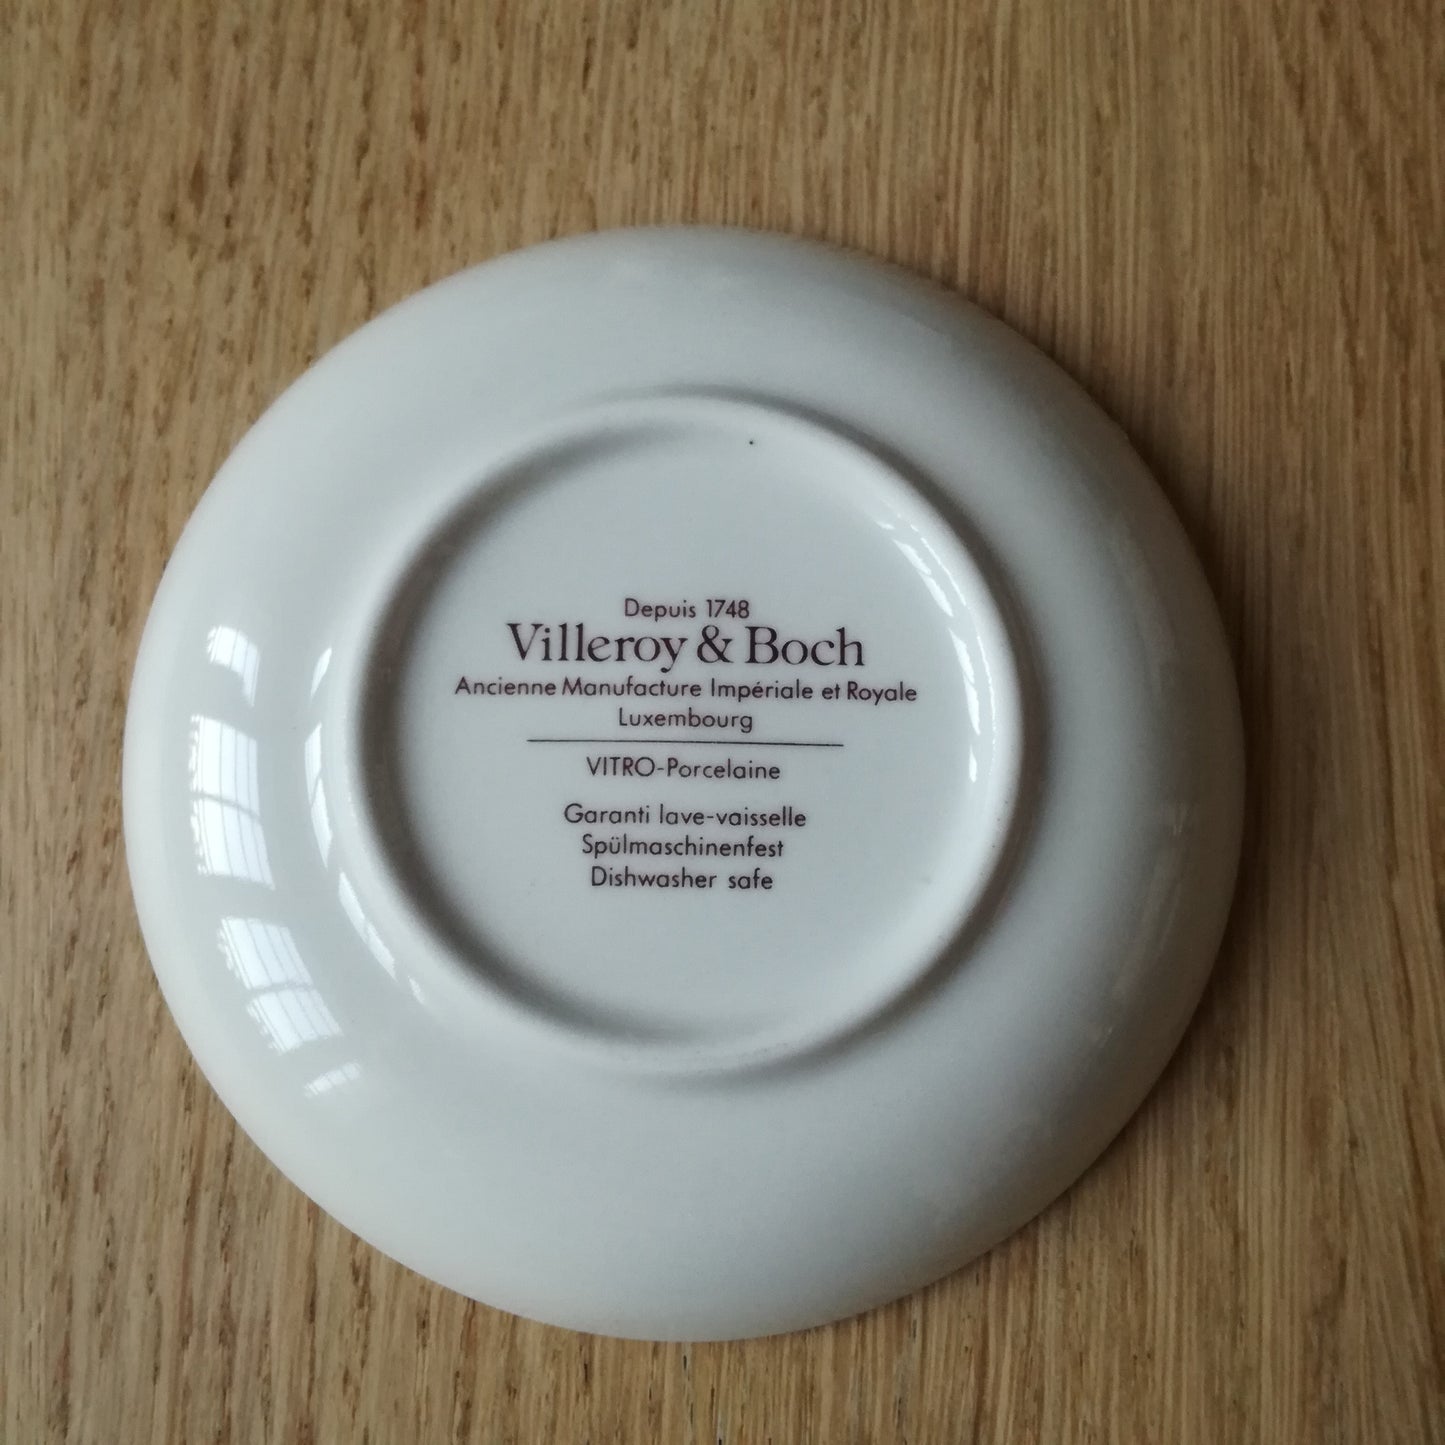 Depuis 1748
Villeroy & Boch
Ancienne Manufacture Impériale et Royale
Luxembourg
VITRO-Porcelaine
Garanti lave-vaisselle
Spülmaschinenfest
Dishwasher safe